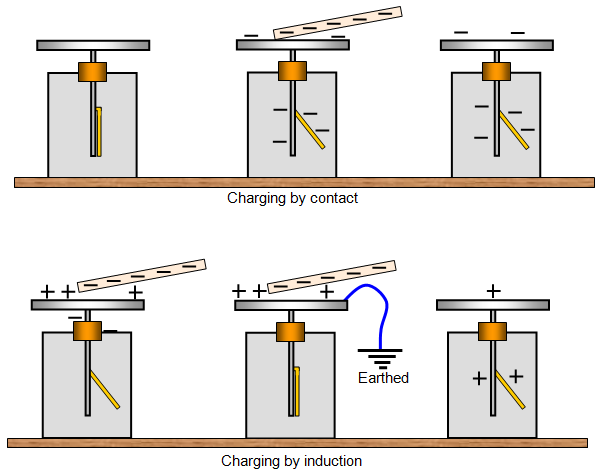 Charging by contact
Earthed
Charging by induction